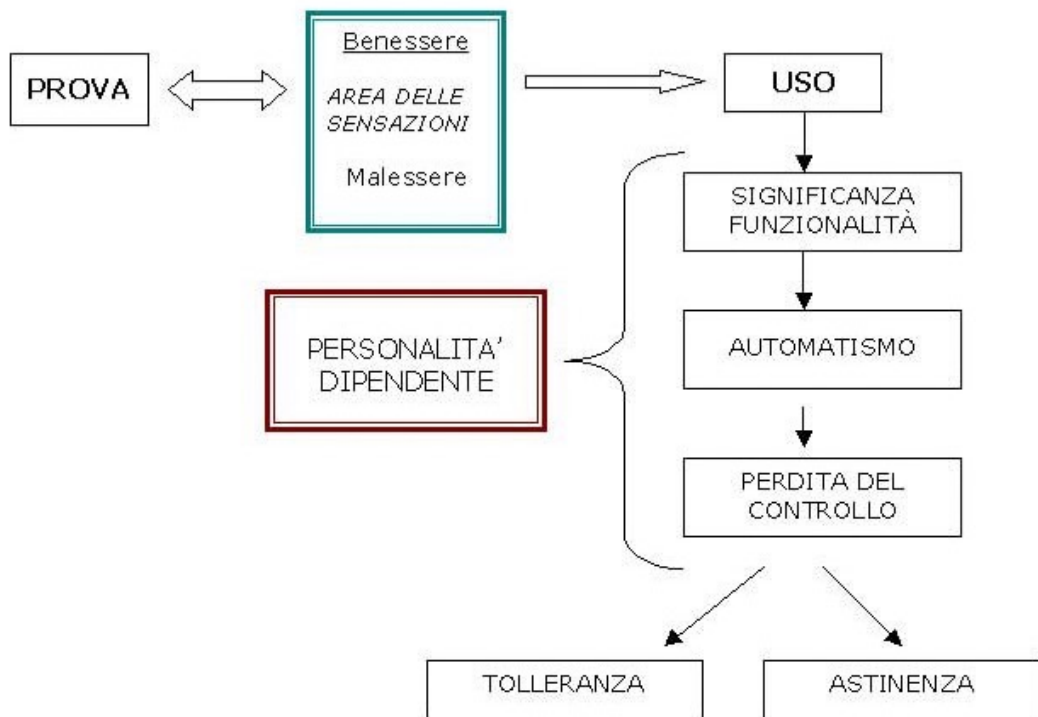 PROVA
Benessere
AREA DELLE
SENSAZIONI
Malessere
USO
SIGNIFICANZA
FUNZIONALITÀ
PERSONALITA'
DIPENDENTE
AUTOMATISMO
PERDITA DEL
CONTROLLO
TOLLERANZA
ASTINENZA